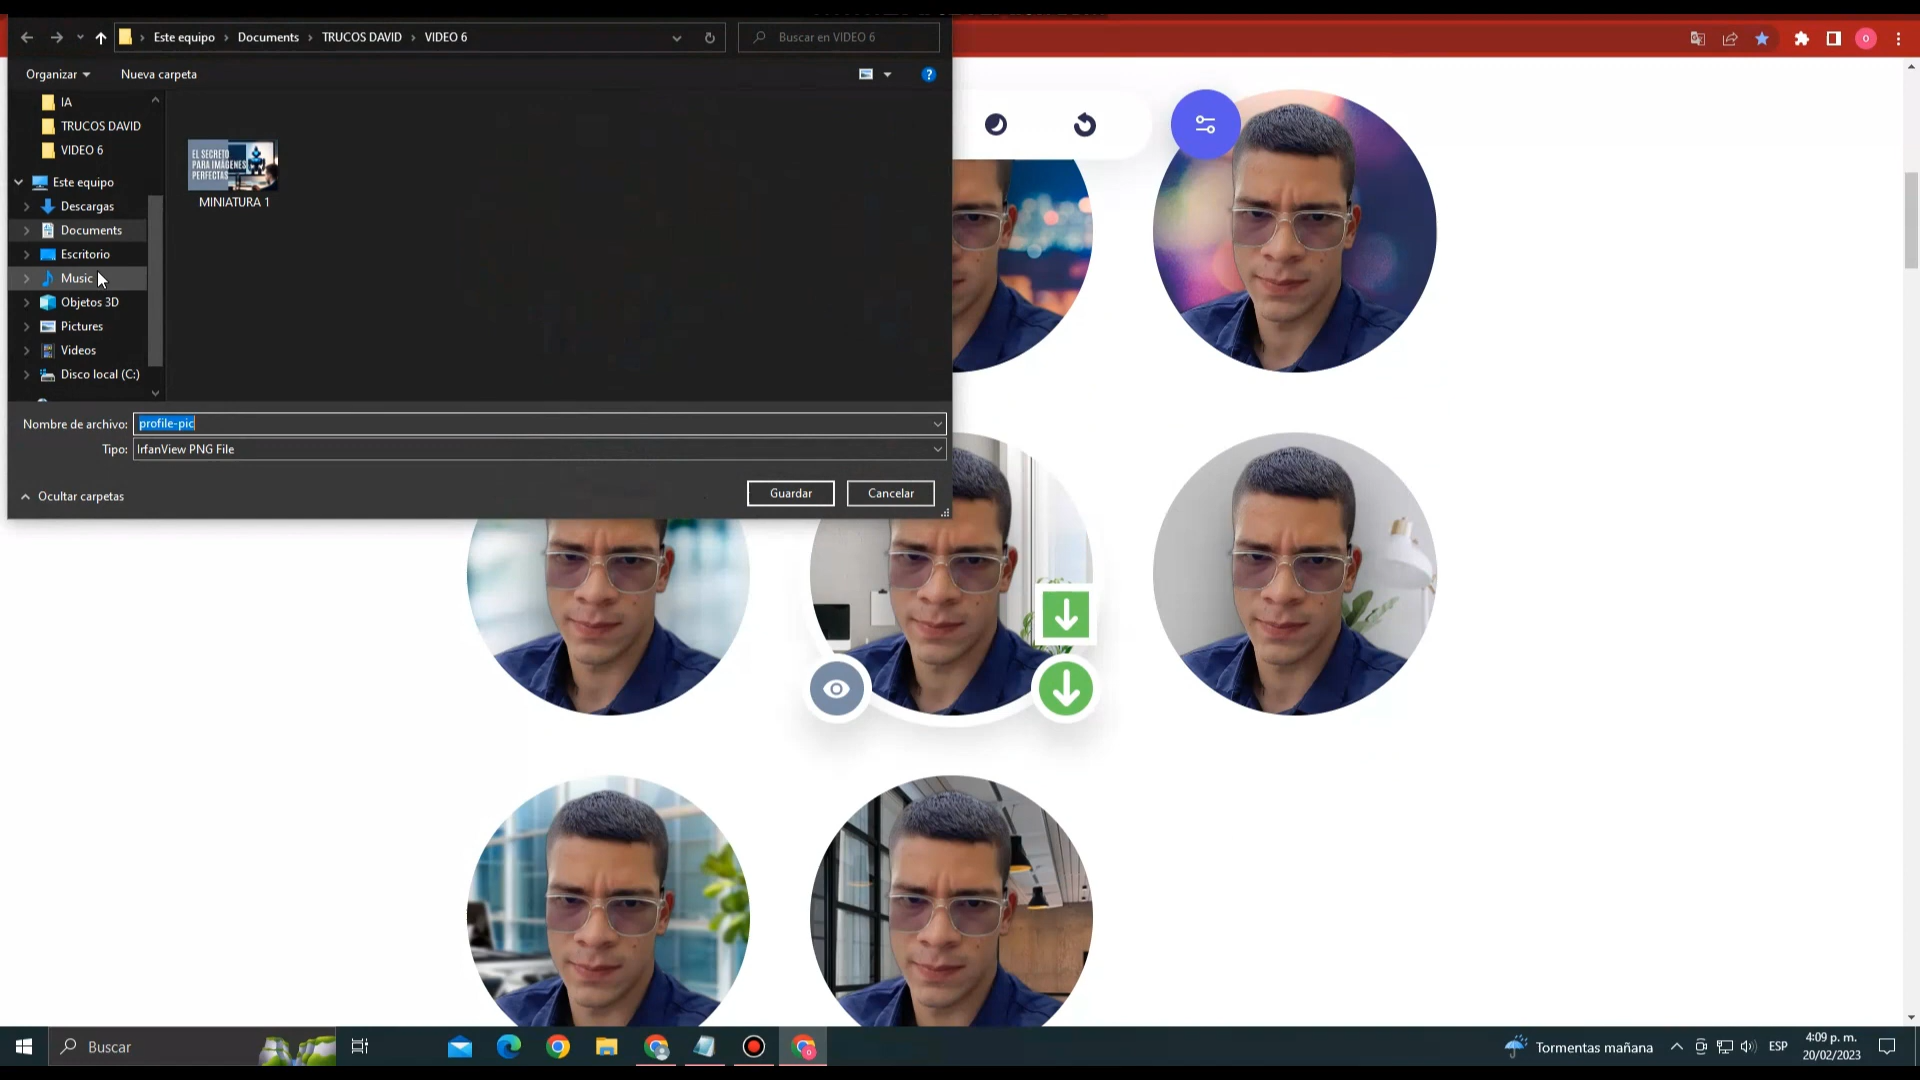 Este equipo > Documents > TRUCOS DAVID > VIDEO 6
Buscar en VIDEO 6
Organizar
Nueva carpeta
IA
TRUCOS DAVID
VIDEO 6
Este equipo
Descargas
Documents
Escritorio
Music
Objetos 3D
Pictures
Videos
Disco local (C:)
EL SECRETO
PARA IMÁGENES
PERFECTAS
MINIATURA 1
Nombre de archivo: profile-pic
Tipo: IrfanView PNG File
Ocultar carpetas
Guardar
Cancelar
Buscar
Tormentas mañana
ESP
4:09 p. m.
20/02/2023